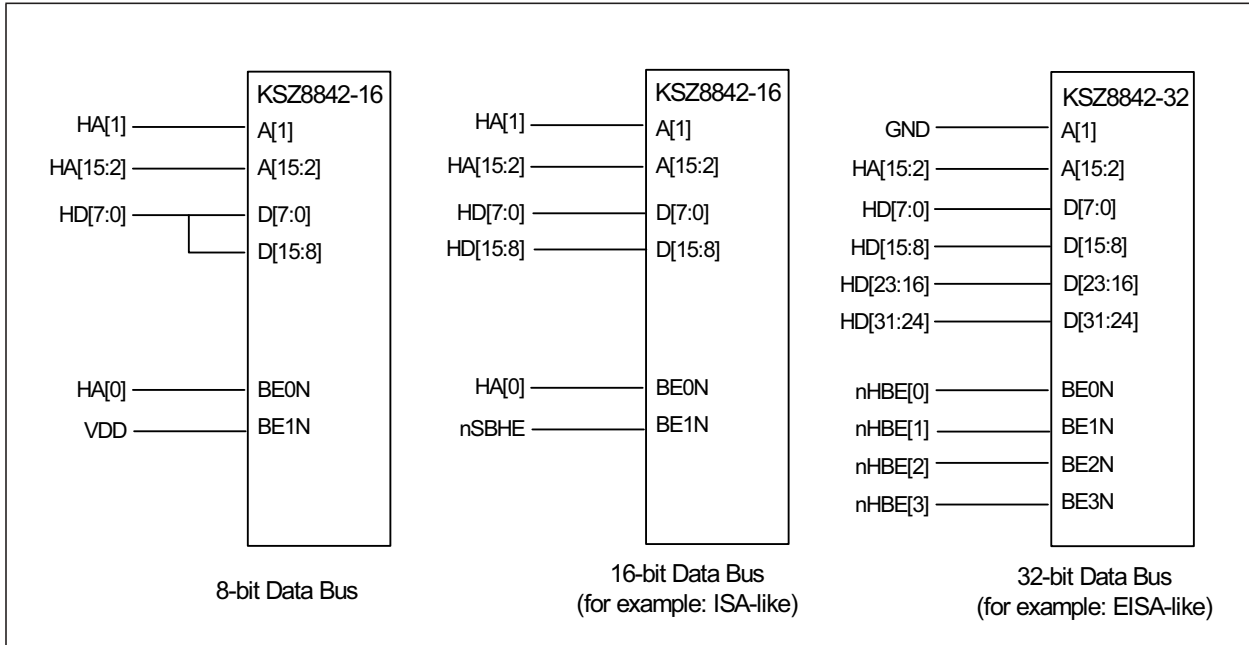 KSZ8842-16
HA[1] A[1]
HA[15:2] A[15:2]
HD[7:0] D[7:0]
D[15:8]
HA[0] BE0N
VDD BE1N
8-bit Data Bus
KSZ8842-16
HA[1] A[1]
HA[15:2] A[15:2]
HD[7:0] D[7:0]
HD[15:8] D[15:8]
HA[0] BE0N
nSBHE BE1N
16-bit Data Bus
(for example: ISA-like)
KSZ8842-32
GND A[1]
HA[15:2] A[15:2]
HD[7:0] D[7:0]
HD[15:8] D[15:8]
HD[23:16] D[23:16]
HD[31:24] D[31:24]
nHBE[0] BE0N
nHBE[1] BE1N
nHBE[2] BE2N
nHBE[3] BE3N
32-bit Data Bus
(for example: EISA-like)